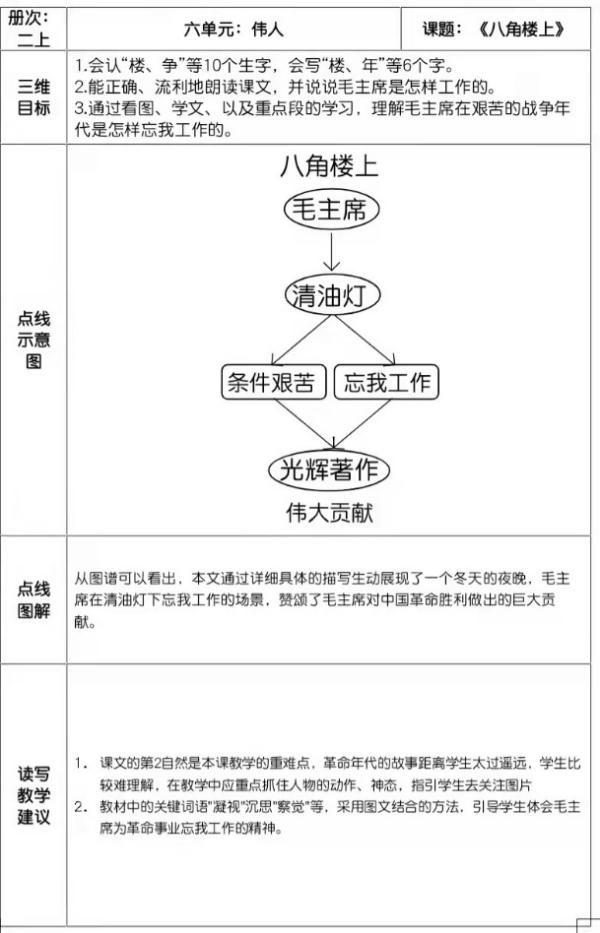 册次：
二上
六单元：伟人
课题：《八角楼上》
三维
目标
1.会认“楼、争”等10个生字，会写“楼、年”等6个字。
2.能正确、流利地朗读课文，并说说毛主席是怎样工作的。
3.通过看图、学文、以及重点段的学习，理解毛主席在艰苦的战争年
代是怎样忘我工作的。
点线
示意
图
八角楼上
毛主席
清油灯
条件艰苦
忘我工作
光辉著作
伟大贡献
点线
图解
从图谱可以看出，本文通过详细具体的描写生动展现了一个冬天的夜晚，毛主
席在清油灯下忘我工作的场景，赞颂了毛主席对中国革命胜利做出的巨大贡
献。
读写
教学
建议
1. 课文的第2自然是本课教学的重难点，革命年代的故事距离学生太过遥远，学生比
较难理解，在教学中应重点抓住人物的动作、神态，指引学生去关注图片
2. 教材中的关键词语"凝视"沉思"察觉"等，采用图文结合的方法，引导学生体会毛主
席为革命事业忘我工作的精神。